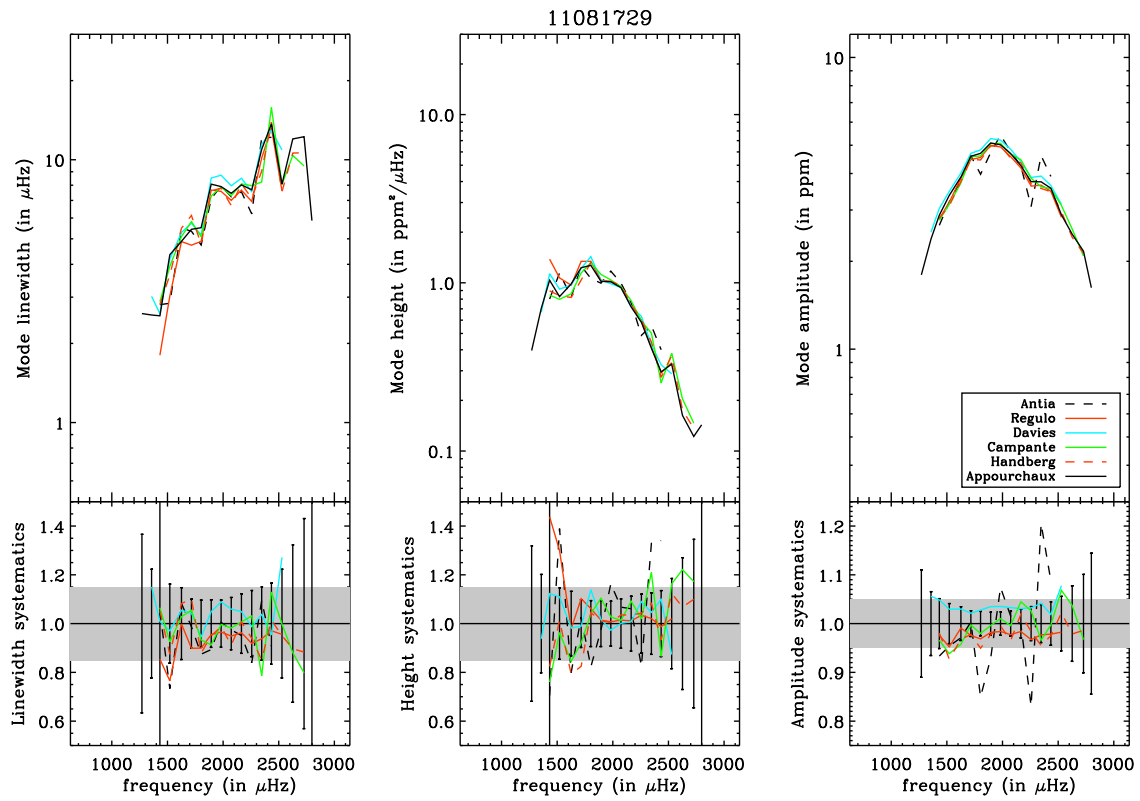 11081729
Mode linewidth (in μHz)
10
1
Mode height (in ppm²/μHz)
10.0
1.0
0.1
Mode amplitude (in ppm)
10
1
Antia
Regulo
Davies
Campante
Handberg
Appourchaux
Linewidth systematics
1.4
1.2
1.0
0.8
0.6
1000 1500 2000 2500 3000
frequency (in μHz)
Height systematics
1.4
1.2
1.0
0.8
0.6
1000 1500 2000 2500 3000
frequency (in μHz)
Amplitude systematics
1.2
1.1
1.0
0.9
0.8
1000 1500 2000 2500 3000
frequency (in μHz)